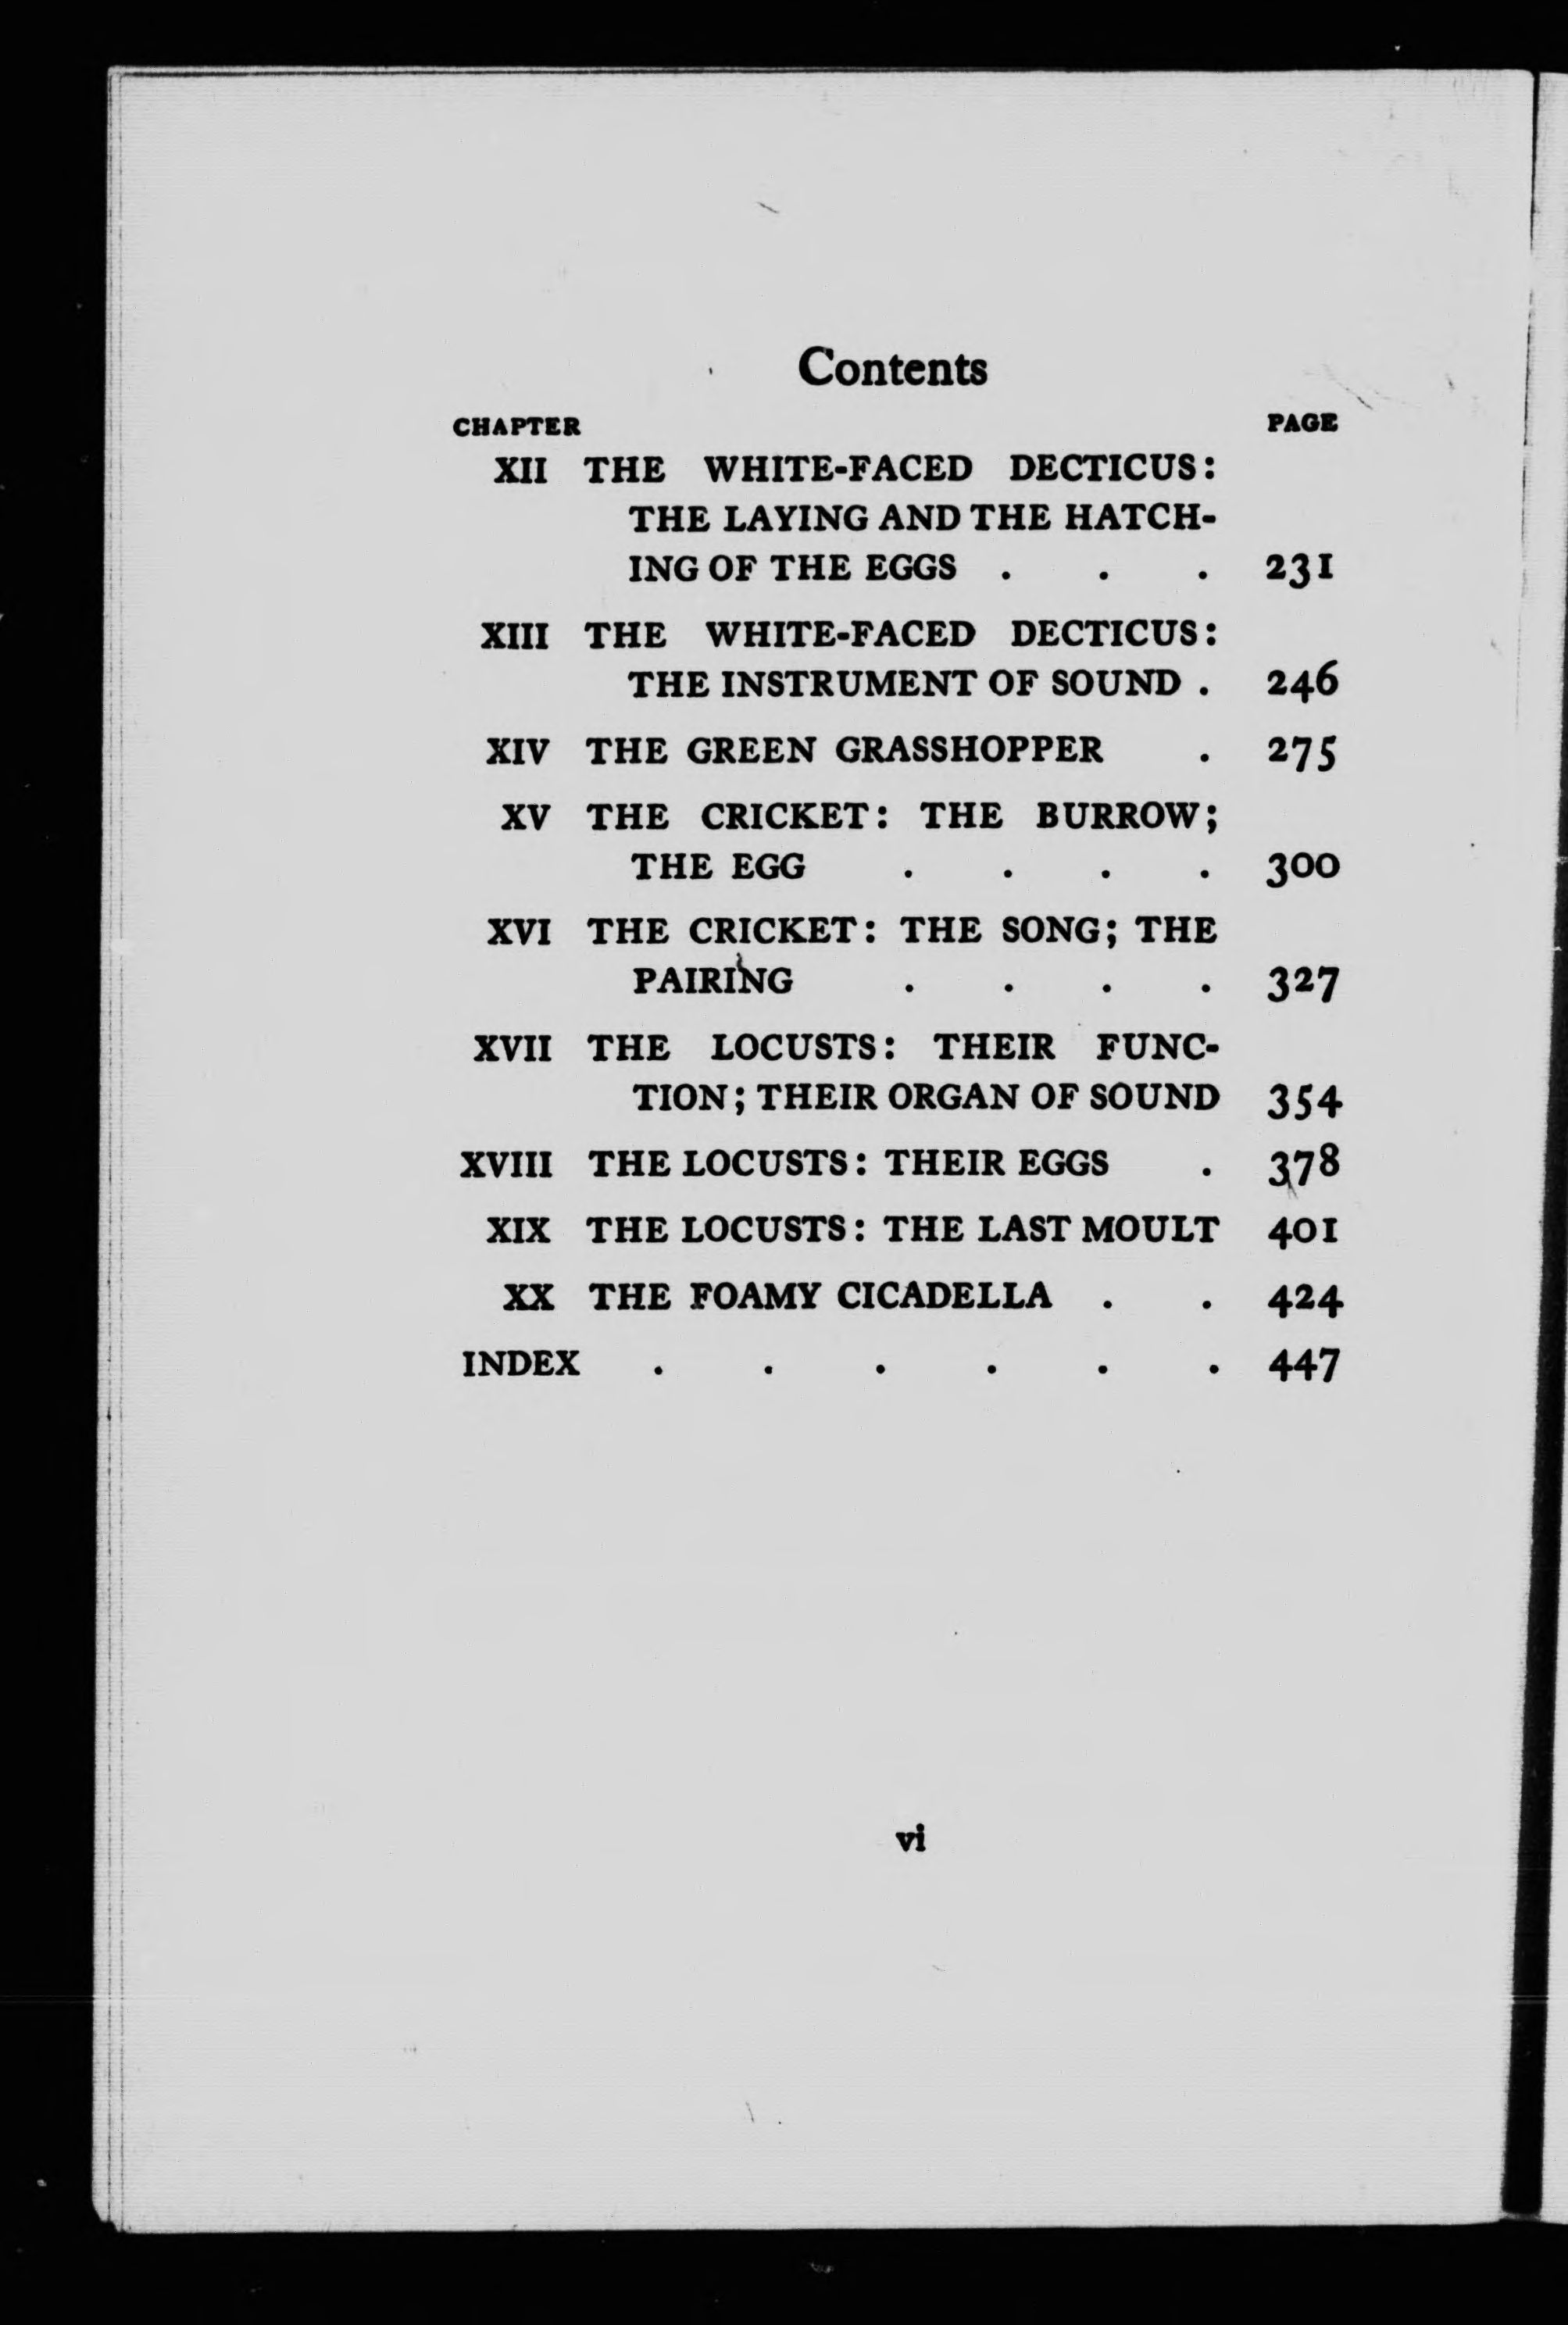 Contents
CHAPTER PAGE
XII THE WHITE-FACED DECTICUS:
THE LAYING AND THE HATCH-
ING OF THE EGGS . . . 231
XIII THE WHITE-FACED DECTICUS:
THE INSTRUMENT OF SOUND . 246
XIV THE GREEN GRASSHOPPER . 275
XV THE CRICKET: THE BURROW;
THE EGG . . . . 300
XVI THE CRICKET: THE SONG; THE
PAIRING . . . . 327
XVII THE LOCUSTS: THEIR FUNC-
TION; THEIR ORGAN OF SOUND 354
XVIII THE LOCUSTS: THEIR EGGS . 378
XIX THE LOCUSTS: THE LAST MOULT 401
XX THE FOAMY CICADELLA . . 424
INDEX . . . . . . 447
vi